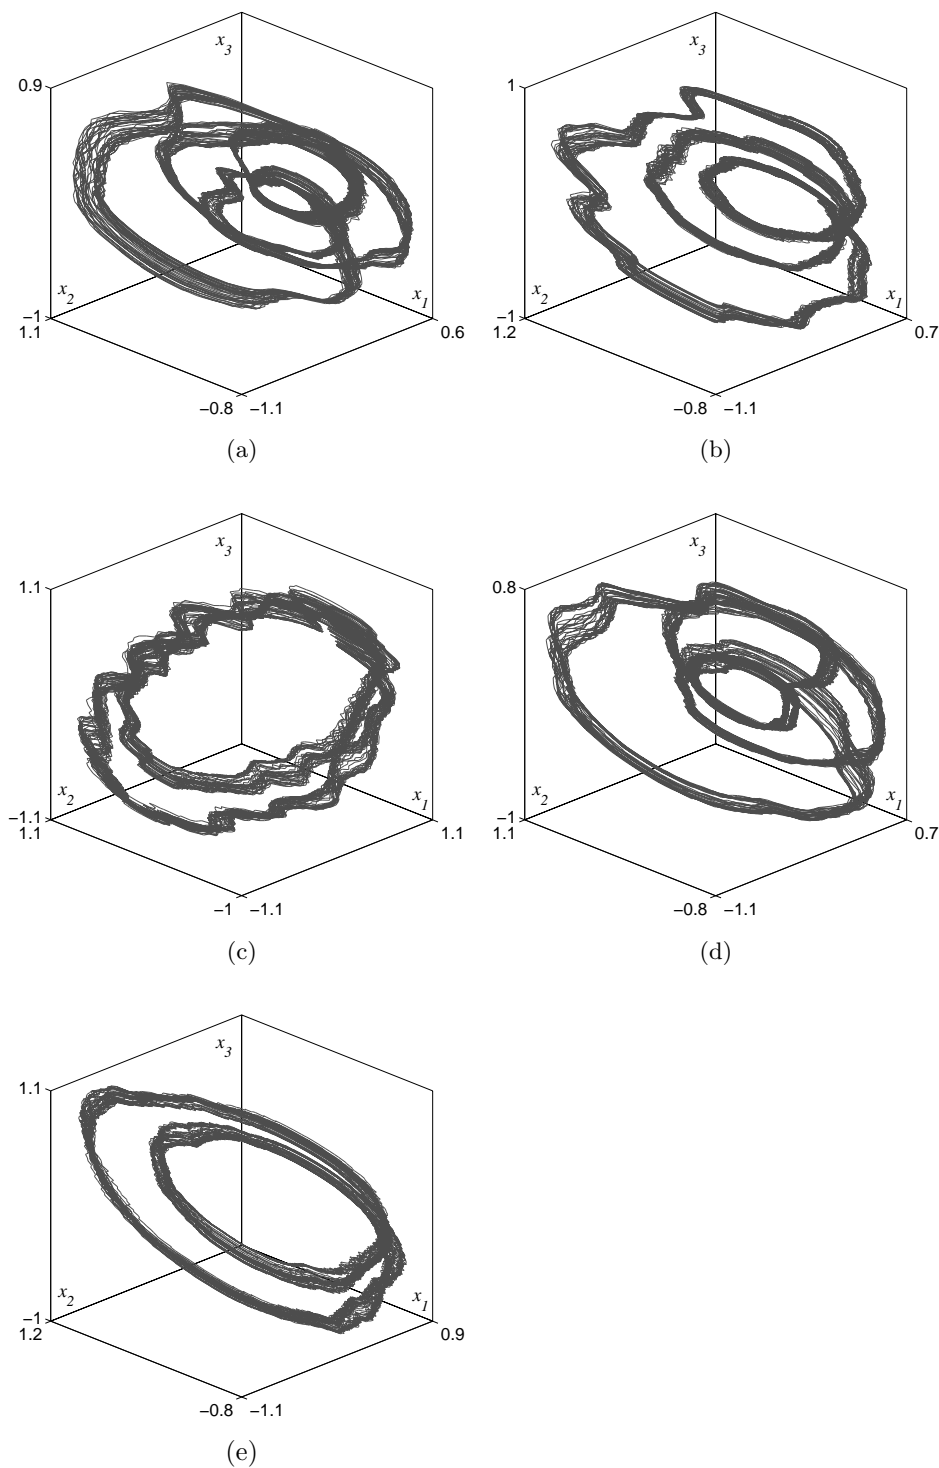 x3 x3
0.9 1
x2 x1 x2 x1
−1 −1
1.1 0.6 1.2 0.7
−0.8 −1.1 −0.8 −1.1
(a) (b)
x3 x3
1.1 0.8
x2 x1 x2 x1
−1.1 −1
1.1 1.1 1.1 0.7
−1 −1.1 −0.8 −1.1
(c) (d)
x3
1.1
x2 x1
−1
1.2 0.9
−0.8 −1.1
(e)